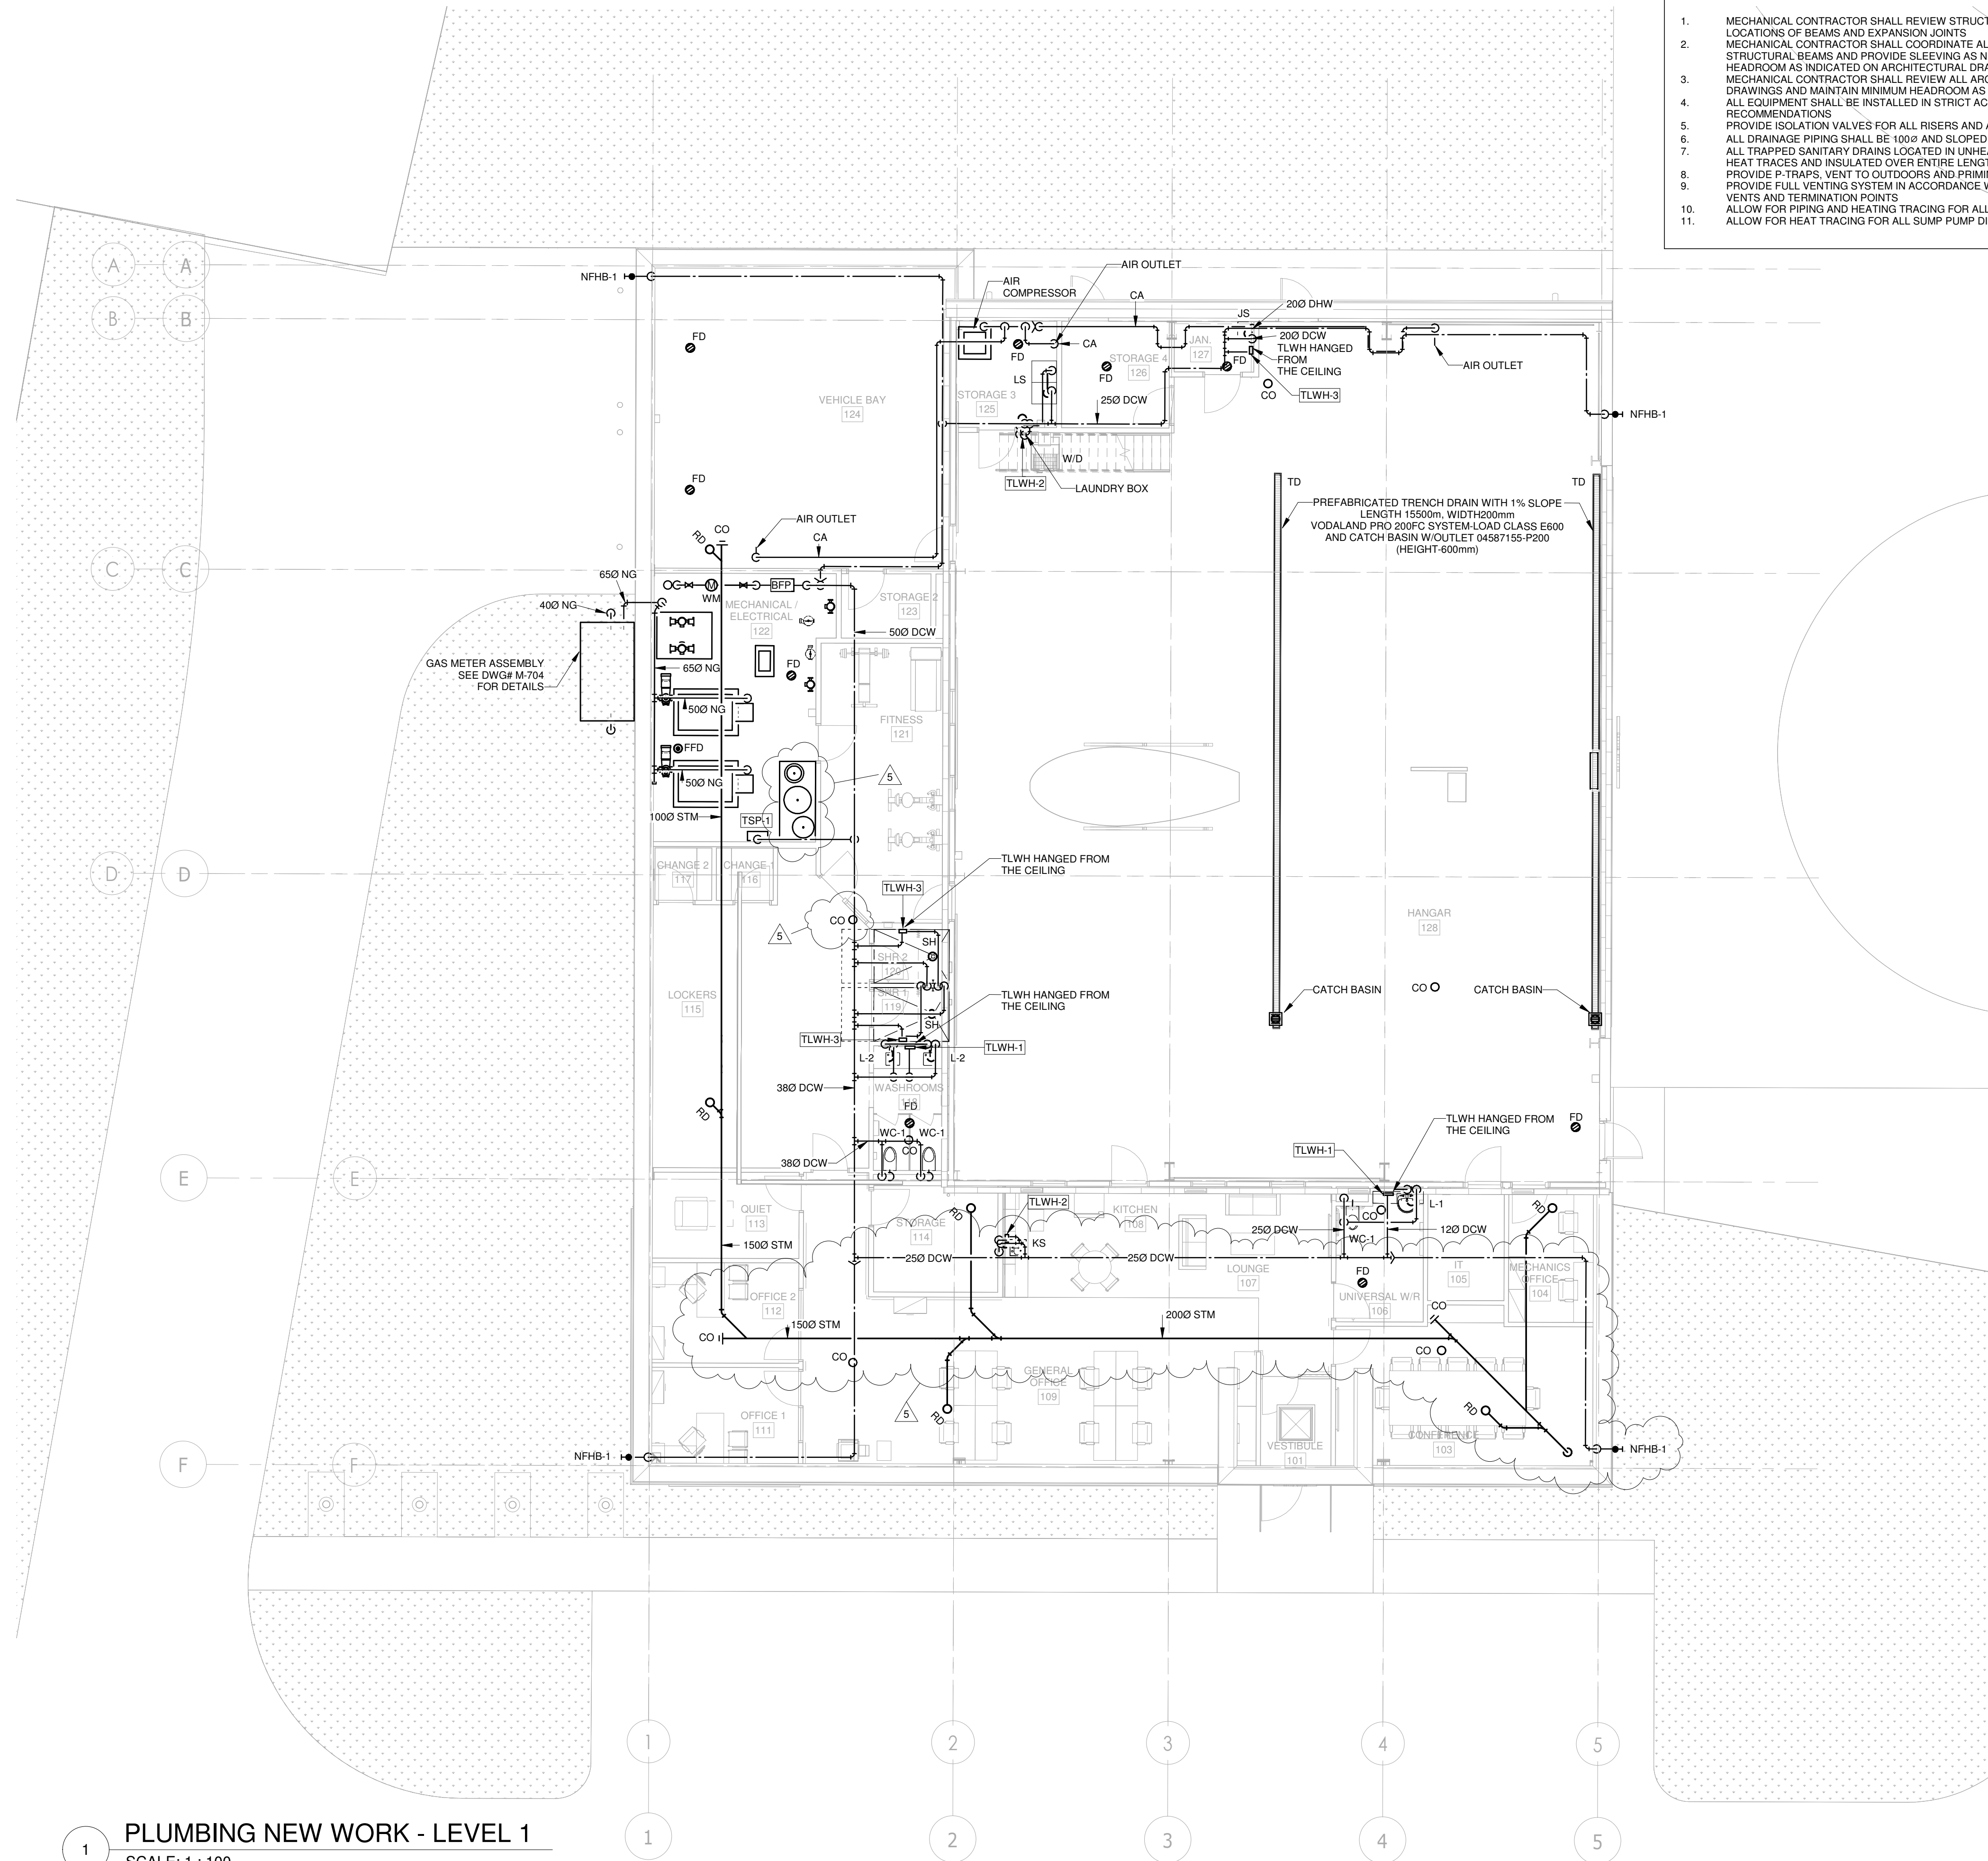 1. MECHANICAL CONTRACTOR SHALL REVIEW
LOCATIONS OF BEAMS AND EXPANSION JOINTS
2. MECHANICAL CONTRACTOR SHALL COORDINATE
STRUCTURAL BEAMS AND PROVIDE SLEEVING AS
HEADROOM AS INDICATED ON ARCHITECTURAL
3. MECHANICAL CONTRACTOR SHALL REVIEW ALL
DRAWINGS AND MAINTAIN MINIMUM HEADROOM AS
4. ALL EQUIPMENT SHALL BE INSTALLED IN STRICT
RECOMMENDATIONS
5. PROVIDE ISOLATION VALVES FOR ALL RISERS AND
6. ALL DRAINAGE PIPING SHALL BE 100Ø AND SLOPED
7. ALL TRAPPED SANITARY DRAINS LOCATED IN
HEAT TRACES AND INSULATED OVER ENTIRE
8. PROVIDE P-TRAPS, VENT TO OUTDOORS AND
9. PROVIDE FULL VENTING SYSTEM IN ACCORDANCE
VENTS AND TERMINATION POINTS
10. ALLOW FOR PIPING AND HEATING TRACING FOR
11. ALLOW FOR HEAT TRACING FOR ALL SUMP PUMP
A A
B B
C C
D D
E E
F F
NFHB-1
FD
VEHICLE BAY
124
FD
AIR
COMPRESSOR
AIR OUTLET
CA
20Ø DHW
JS
20Ø DCW
TLWH HANGED
FROM
THE CEILING
JAN.
127
FD
CO
TLWH-3
AIR OUTLET
NFHB-1
FD
CA
STORAGE 4
126
FD
LS
STORAGE 3
125
25Ø DCW
W/D
TLWH-2
LAUNDRY BOX
TD
TD
PREFABRICATED TRENCH DRAIN WITH 1% SLOPE
LENGTH 15500m, WIDTH200mm
VODALAND PRO 200FC SYSTEM-LOAD CLASS E600
AND CATCH BASIN W/OUTLET 04587155-P200
(HEIGHT-600mm)
AIR OUTLET
CA
CO
RD
65Ø NG
40Ø NG
M
WM
BFP
MECHANICAL /
ELECTRICAL
122
STORAGE 2
123
50Ø DCW
GAS METER ASSEMBLY
SEE DWG# M-704
FOR DETAILS
65Ø NG
FD
50Ø NG
FITNESS
121
FFD
50Ø NG
5
100Ø STM
TSP-1
CHANGE 2
117
CHANGE 1
116
TLWH HANGED FROM
THE CEILING
TLWH-3
CO
5
SH
SHR 2
120
HANGAR
128
LOCKERS
115
SHR 1
119
TLWH HANGED FROM
THE CEILING
CATCH BASIN
CO
CATCH BASIN
SH
TLWH-3
TLWH-1
L-2
L-2
38Ø DCW
WASHROOMS
118
FD
RD
WC-1
WC-1
CO
38Ø DCW
TLWH HANGED FROM
THE CEILING
FD
TLWH-1
QUIET
113
STORAGE
114
RD
TLWH-2
KITCHEN
108
CO
L-1
RD
150Ø STM
25Ø DCW
KS
25Ø DCW
25Ø DCW
WC-1
12Ø DCW
LOUNGE
107
FD
IT
105
MECHANICS
OFFICE
104
OFFICE 2
112
UNIVERSAL W/R
106
CO
150Ø STM
200Ø STM
CO
CO
CO
GENERAL
OFFICE
109
OFFICE 1
111
5
RD
RD
VESTIBULE
101
CONFERENCE
103
NFHB-1
NFHB-1
1 2 3 4 5
1 2 3 4 5
1
PLUMBING NEW WORK - LEVEL 1
SCALE: 1 : 100